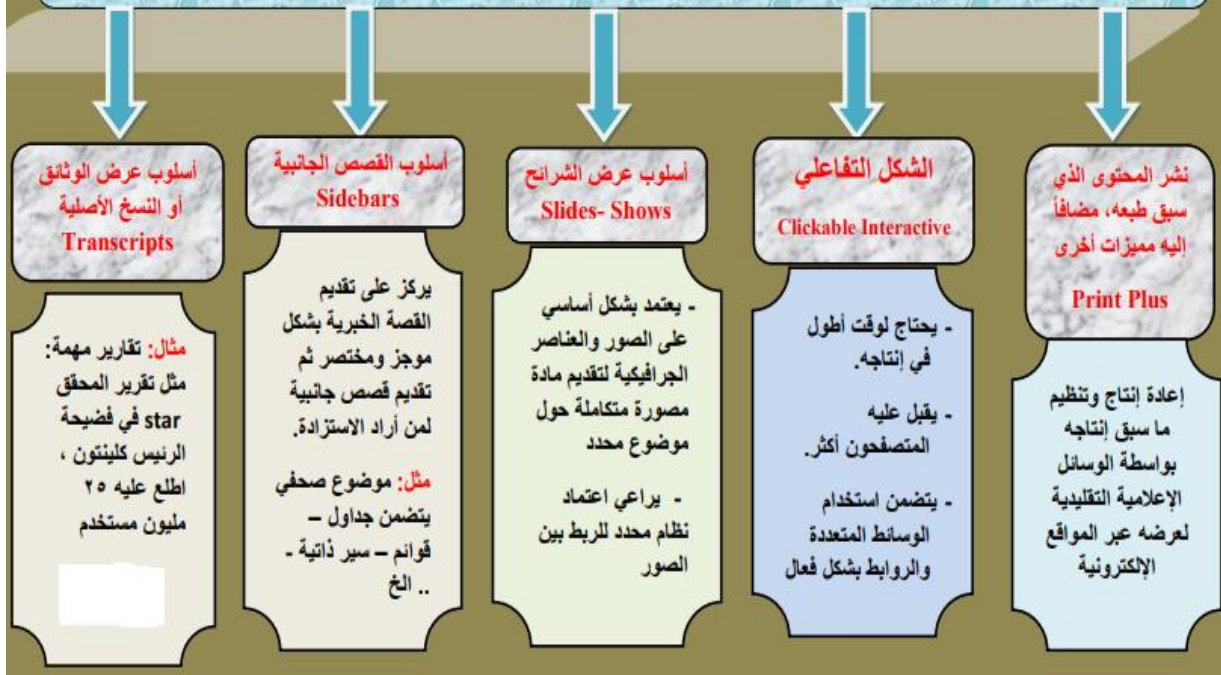 نشر المحتوى الذي
سبق طبعه، مضافاً
إليه مميزات أخرى
Print Plus
إعادة إنتاج وتنظيم
ما سبق إنتاجه
بواسطة الوسائل
الإعلامية التقليدية
لعرضه عبر المواقع
الإلكترونية
الشكل التفاعلي
Clickable Interactive
- يحتاج لوقت أطول
في إنتاجه.
- يقبل عليه
المتصفحون أكثر.
- يتضمن استخدام
الوسائط المتعددة
والروابط بشكل فعال
أسلوب عرض الشرائح
Slides- Shows
- يعتمد بشكل أساسي
على الصور والعناصر
الجرافيكية لتقديم مادة
مصورة متكاملة حول
موضوع محدد
- يراعي اعتماد
نظام محدد للربط بين
الصور
أسلوب القصص الجانبية
Sidebars
يركز على تقديم
القصة الخبرية بشكل
موجز ومختصر ثم
تقديم قصص جانبية
لمن أراد الاستزادة.
مثل: موضوع صحفي
يتضمن جداول –
قوائم – سير ذاتية -
.. الخ
أسلوب عرض الوثائق
أو النسخ الأصلية
Transcripts
مثال: تقارير مهمة:
مثل تقرير المحقق
star في فضيحة
الرئيس كلينتون ،
اطلع عليه ٢٥
مليون مستخدم